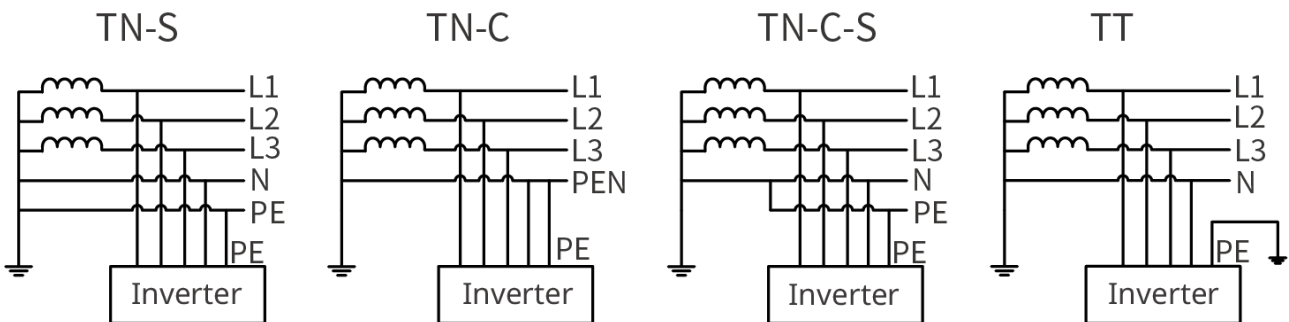 TN-S
TN-C
TN-C-S
TT
L1
L2
L3
N
PE
PE
Inverter
L1
L2
L3
PEN
PE
Inverter
L1
L2
L3
N
PE
PE
Inverter
L1
L2
L3
N
PE
Inverter